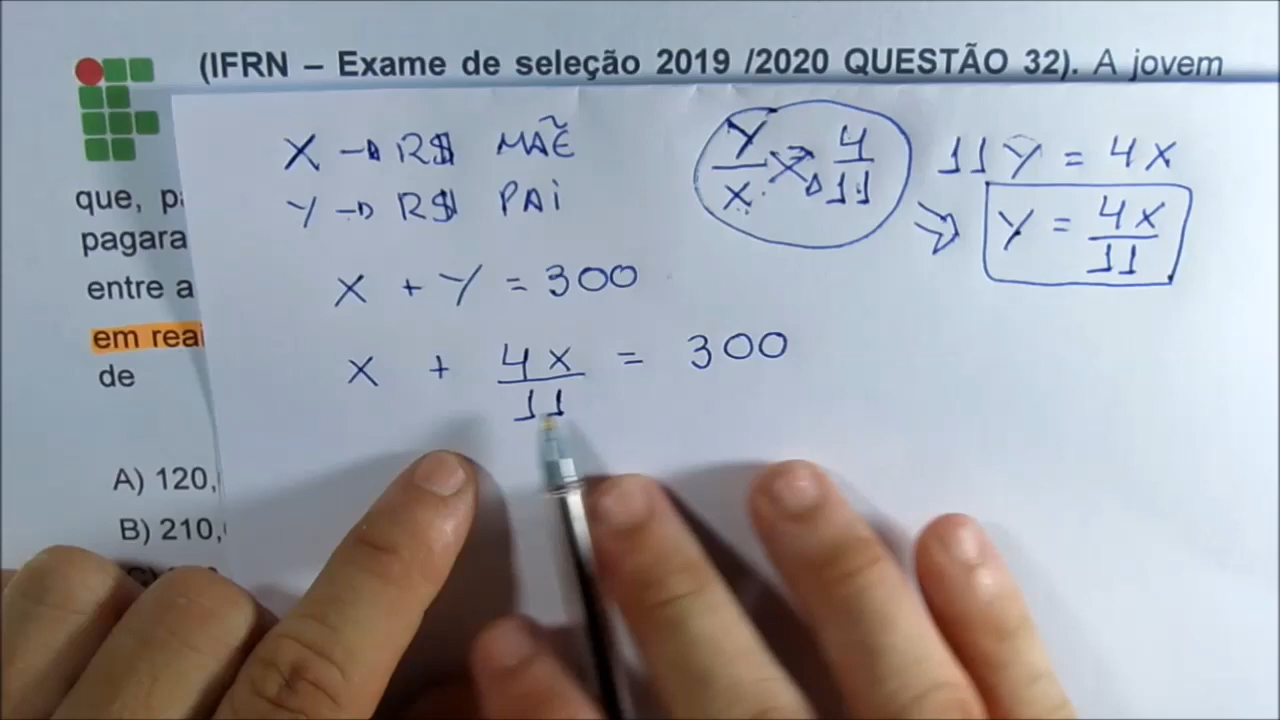 (IFRN – Exame de seleção 2019 /2020 QUESTÃO 32). A jovem
X → R$ MÃE
Y → R$ PAI
Y/X = 4/11
11Y = 4X
Y = 4X/11
X + Y = 300
X + 4X/11 = 300
que,
pagara
entre a
em reai
de
A) 120,
B) 210,